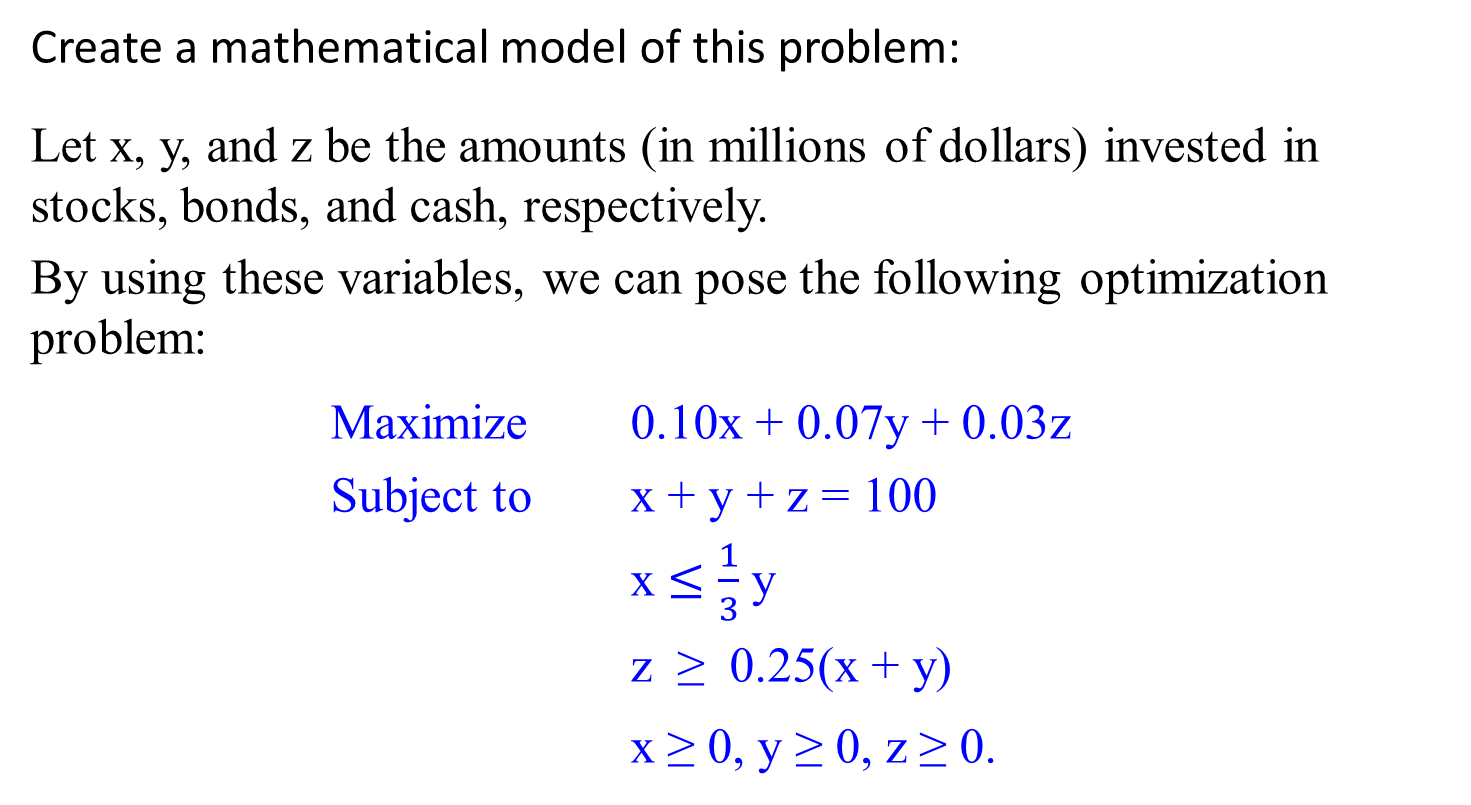 Create a mathematical model of this problem:
Let x, y, and z be the amounts (in millions of dollars) invested in
stocks, bonds, and cash, respectively.
By using these variables, we can pose the following optimization
problem:
Maximize 0.10x + 0.07y + 0.03z
Subject to x + y + z = 100
x ≤ 1/3 y
z ≥ 0.25(x + y)
x ≥ 0, y ≥ 0, z ≥ 0.